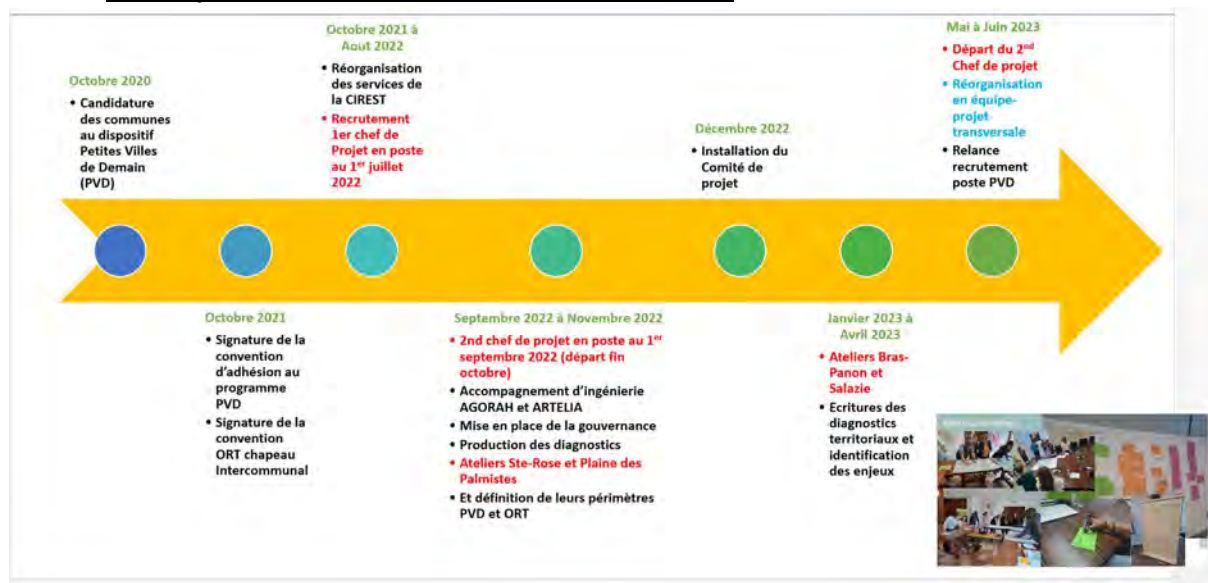 Octobre 2020
• Candidature
des communes
au dispositif
Petites Villes
de Demain
(PVD)
Octobre 2021
• Signature de la
convention
d'adhésion au
programme
PVD
• Signature de la
convention
ORT chapeau
Intercommunal
Octobre 2021 à
Aout 2022
• Réorganisation
des services de
la CIREST
• Recrutement
1er chef de
Projet en poste
au 1er juillet
2022
Septembre 2022 à Novembre 2022
• 2nd chef de projet en poste au 1er
septembre 2022 (départ fin
octobre)
• Accompagnement d'ingénierie
AGORAH et ARTELIA
• Mise en place de la gouvernance
• Production des diagnostics
• Ateliers Ste-Rose et Plaine des
Palmistes
• Et définition de leurs périmètres
PVD et ORT
Décembre 2022
• Installation du
Comité de
projet
Janvier 2023 à
Avril 2023
• Ateliers Bras-
Panon et
Salazie
• Ecritures des
diagnostics
territoriaux et
identification
des enjeux
Mai à Juin 2023
• Départ du 2nd
Chef de projet
• Réorganisation
en équipe-
projet
transversale
• Relance
recrutement
poste PVD